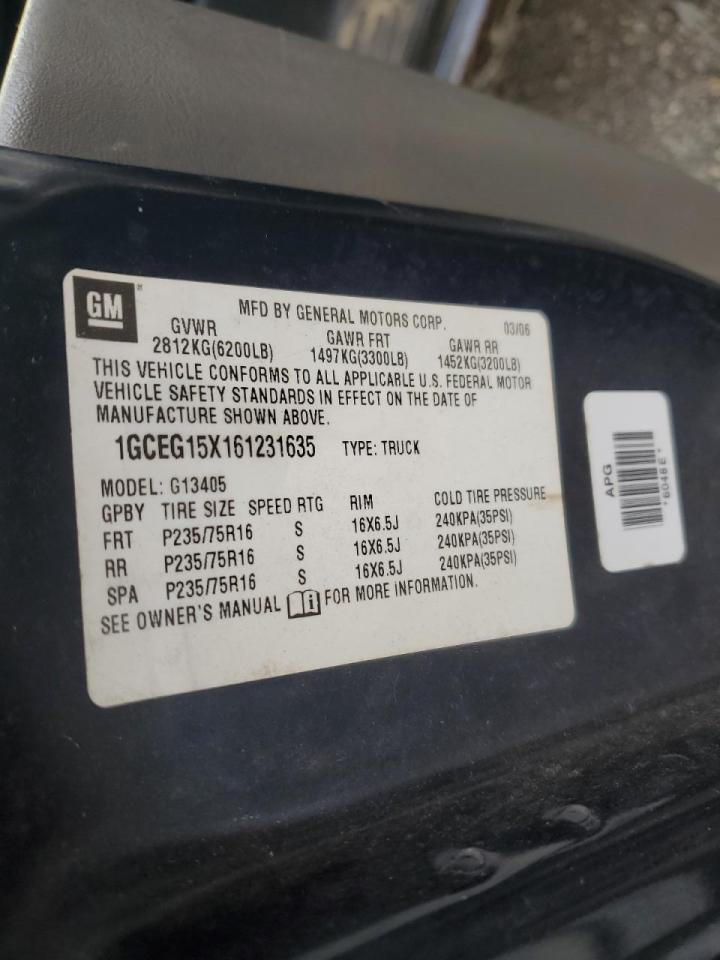 GM
MFD BY GENERAL MOTORS CORP. 03/06
GVWR GAWR FRT GAWR RR
2812KG(6200LB) 1497KG(3300LB) 1452KG(3200LB)
THIS VEHICLE CONFORMS TO ALL APPLICABLE U.S. FEDERAL MOTOR
VEHICLE SAFETY STANDARDS IN EFFECT ON THE DATE OF
MANUFACTURE SHOWN ABOVE.
1GCEG15X161231635 TYPE: TRUCK
MODEL: G13405
GPBY TIRE SIZE SPEED RTG RIM COLD TIRE PRESSURE
FRT P235/75R16 S 16X6.5J 240KPA(35PSI)
RR P235/75R16 S 16X6.5J 240KPA(35PSI)
SPA P235/75R16 S 16X6.5J 240KPA(35PSI)
SEE OWNER'S MANUAL i FOR MORE INFORMATION.
APG
*6048E*